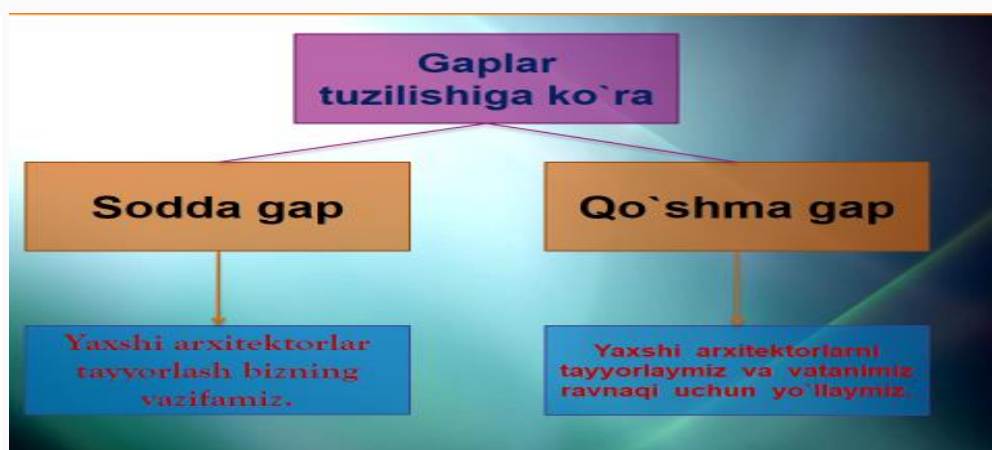 Gaplar
tuzilishiga ko`ra
Sodda gap
Qo`shma gap
Yaxshi arxitektorlar
tayyorlash bizning
vazifamiz.
Yaxshi arxitektorlarni
tayyorlaymiz va vatanimiz
ravnaqi uchun yo`llaymiz.